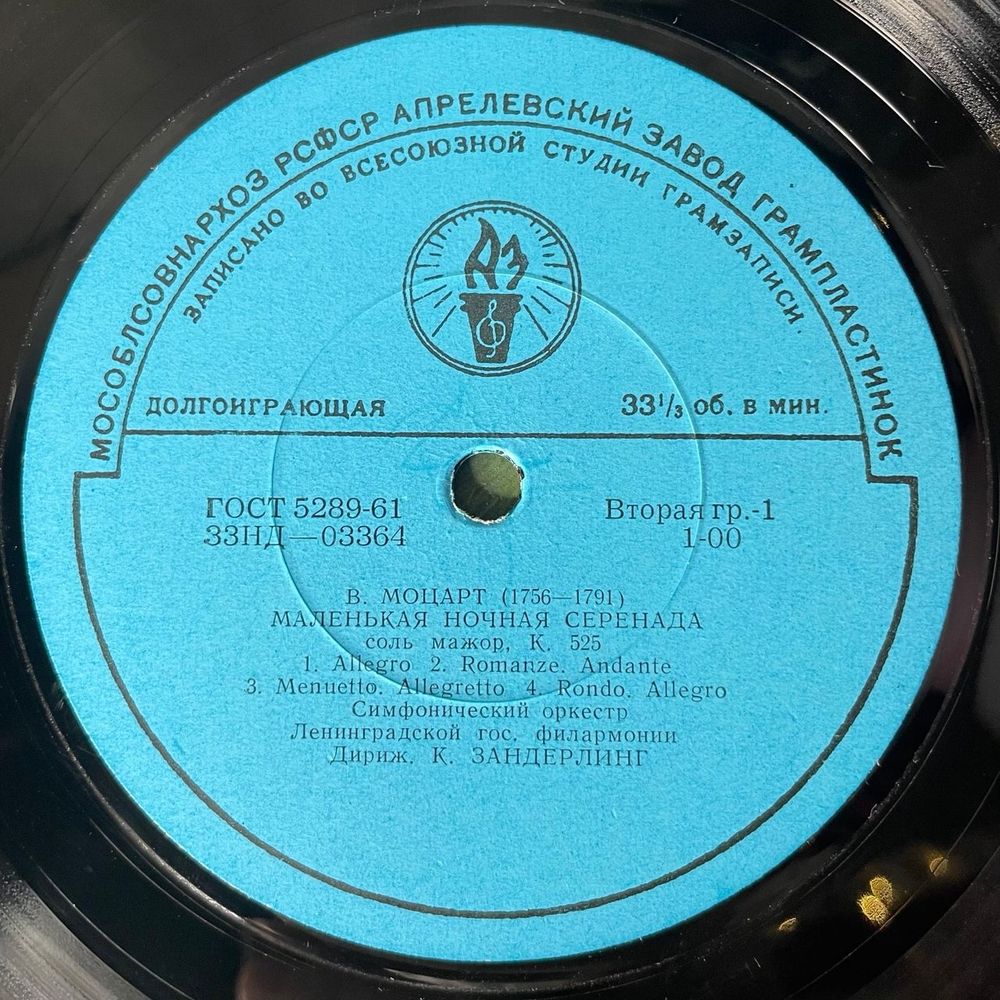 МОСОБЛСОВНАРХОЗ РСФСР АПРЕЛЕВСКИЙ ЗАВОД ГРАМПЛАСТИНОК
ЗАПИСАНО ВО ВСЕСОЮЗНОЙ СТУДИИ ГРАМЗАПИСИ.
АЗ
ДОЛГОИГРАЮЩАЯ 33⅓ об. в мин.
ГОСТ 5289-61 Вторая гр.-1
33НД—03364 1-00
В. МОЦАРТ (1756—1791)
МАЛЕНЬКАЯ НОЧНАЯ СЕРЕНАДА
соль мажор, К. 525
1. Allegro 2. Romanze. Andante
3. Menuetto. Allegretto 4. Rondo. Allegro
Симфонический оркестр
Ленинградской гос. филармонии
Дириж. К. ЗАНДЕРЛИНГ